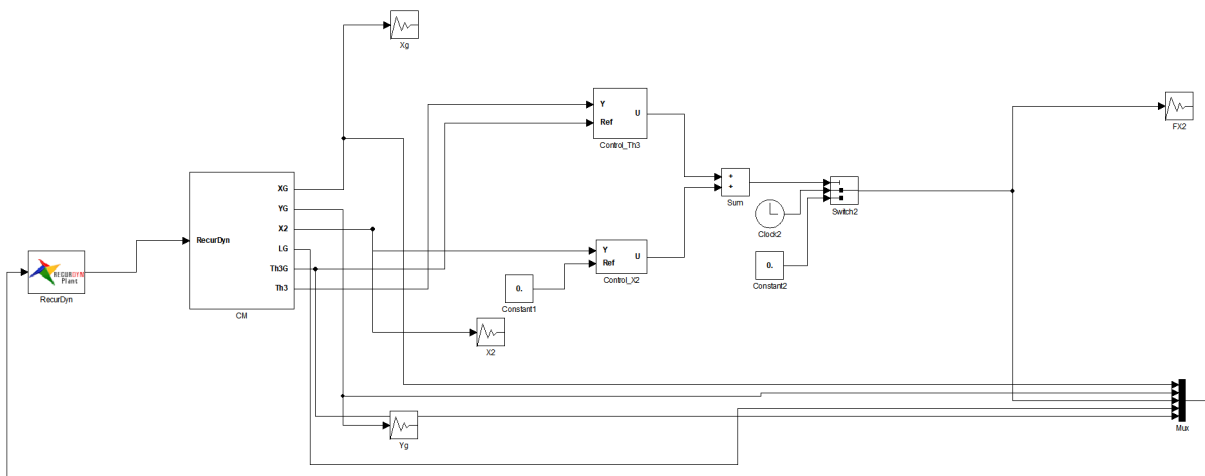 Xg
Y
U
Ref
Control_Th3
FX2
XG
YG
X2
LG
Th3G
Th3
RecurDyn
CM
RECURDYN
Plant
RecurDyn
+
+
Sum
Switch2
Clock2
0.
Constant2
Y
U
Ref
Control_X2
0.
Constant1
X2
Yg
Mux